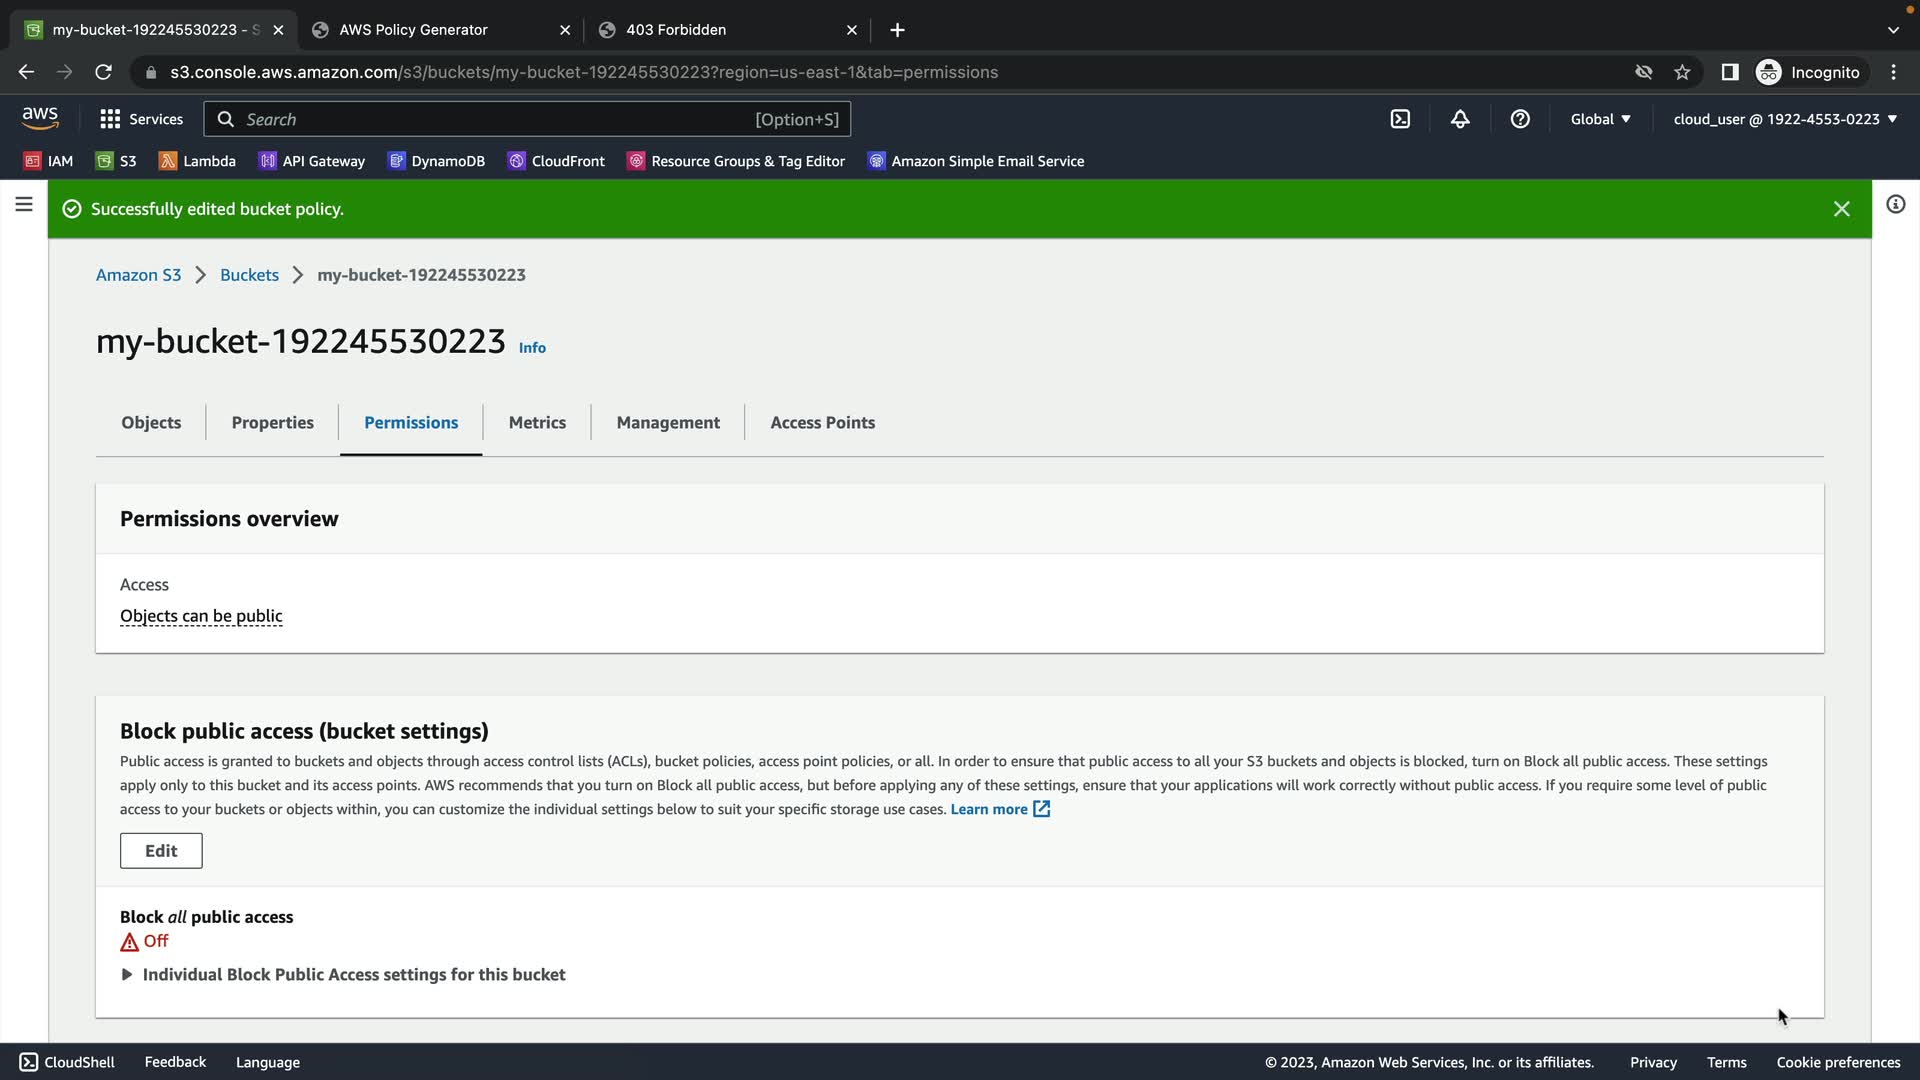 my-bucket-192245530223 - S
AWS Policy Generator
403 Forbidden
s3.console.aws.amazon.com/s3/buckets/my-bucket-192245530223?region=us-east-1&tab=permissions
Incognito
aws
Services
Search
[Option+S]
Global
cloud_user @ 1922-4553-0223
IAM
S3
Lambda
API Gateway
DynamoDB
CloudFront
Resource Groups & Tag Editor
Amazon Simple Email Service
Successfully edited bucket policy.
Amazon S3
Buckets
my-bucket-192245530223
my-bucket-192245530223
Info
Objects
Properties
Permissions
Metrics
Management
Access Points
Permissions overview
Access
Objects can be public
Block public access (bucket settings)
Public access is granted to buckets and objects through access control lists (ACLs), bucket policies, access point policies, or all. In order to ensure that public access to all your S3 buckets and objects is blocked, turn on Block all public access. These settings
apply only to this bucket and its access points. AWS recommends that you turn on Block all public access, but before applying any of these settings, ensure that your applications will work correctly without public access. If you require some level of public
access to your buckets or objects within, you can customize the individual settings below to suit your specific storage use cases. Learn more
Edit
Block all public access
Off
Individual Block Public Access settings for this bucket
CloudShell
Feedback
Language
© 2023, Amazon Web Services, Inc. or its affiliates.
Privacy
Terms
Cookie preferences